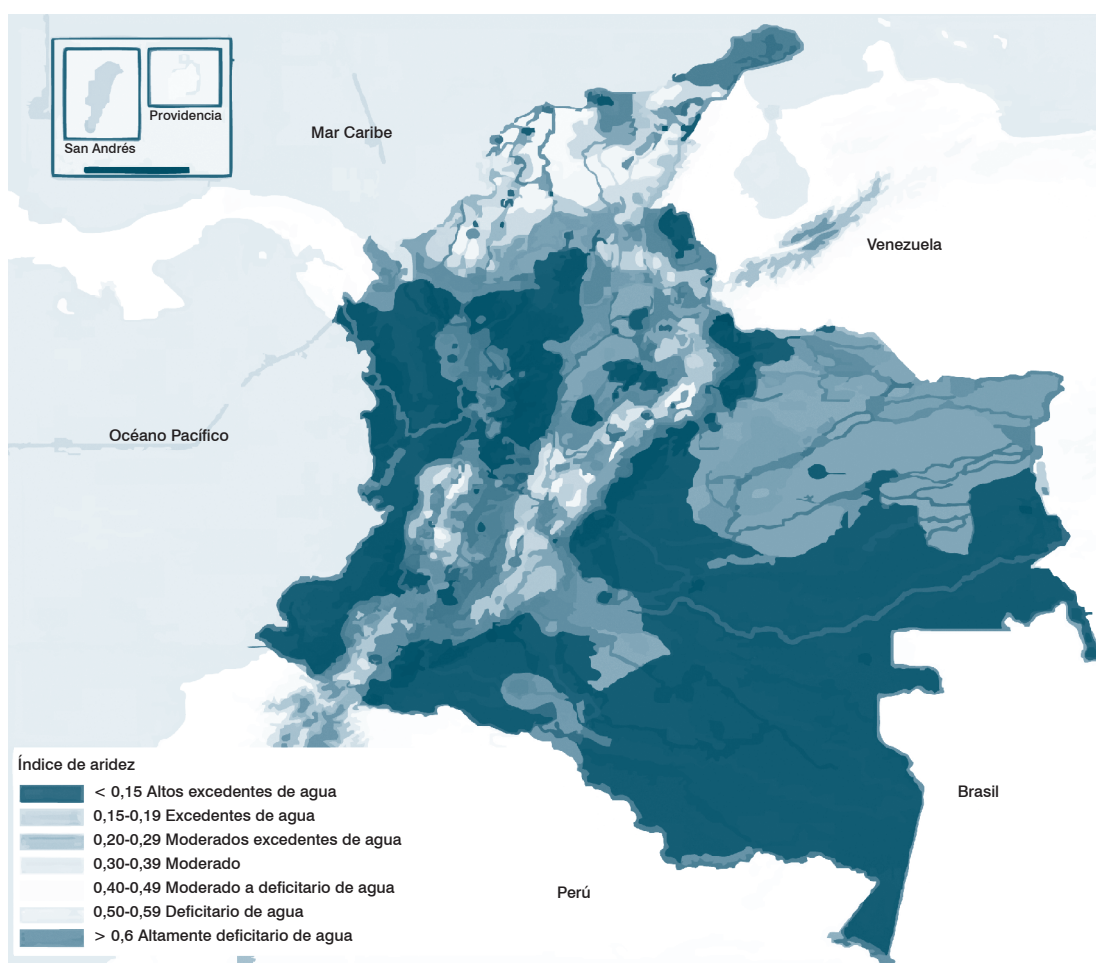 Providencia
San Andrés
Mar Caribe
Venezuela
Océano Pacífico
Índice de aridez
< 0,15 Altos excedentes de agua
0,15-0,19 Excedentes de agua
0,20-0,29 Moderados excedentes de agua
0,30-0,39 Moderado
0,40-0,49 Moderado a deficitario de agua
0,50-0,59 Deficitario de agua
> 0,6 Altamente deficitario de agua
Brasil
Perú